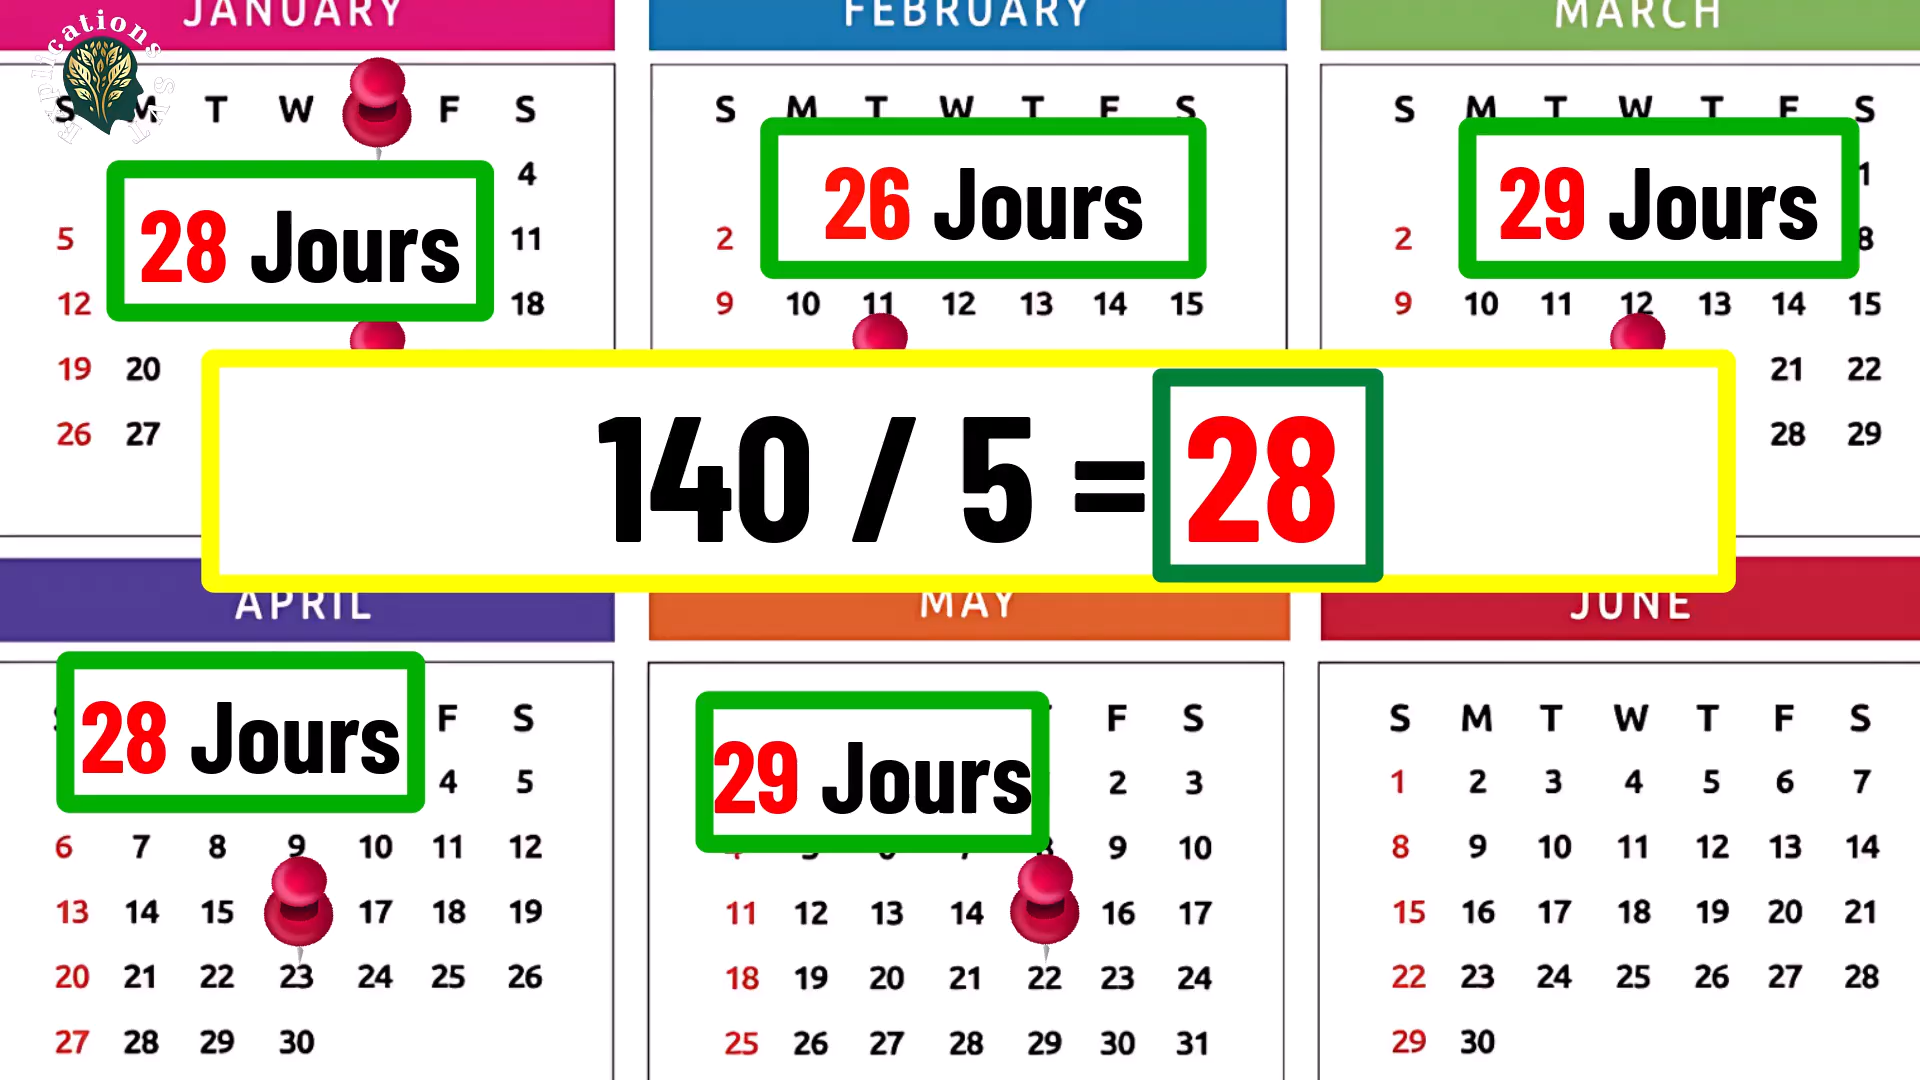 Explications SVT
JANUARY
S M T W F S
28 Jours
4
5 11
12 18
19 20
26 27
FEBRUARY
S M T W T F S
26 Jours
2
9 10 11 12 13 14 15
MARCH
S M T W T F S
29 Jours
1
2 8
9 10 11 12 13 14 15
21 22
28 29
140 / 5 = 28
APRIL
F S
28 Jours
4 5
6 7 8 9 10 11 12
13 14 15 17 18 19
20 21 22 23 24 25 26
27 28 29 30
MAY
F S
29 Jours
2 3
8 9 10
11 12 13 14 16 17
18 19 20 21 22 23 24
25 26 27 28 29 30 31
JUNE
S M T W T F S
1 2 3 4 5 6 7
8 9 10 11 12 13 14
15 16 17 18 19 20 21
22 23 24 25 26 27 28
29 30